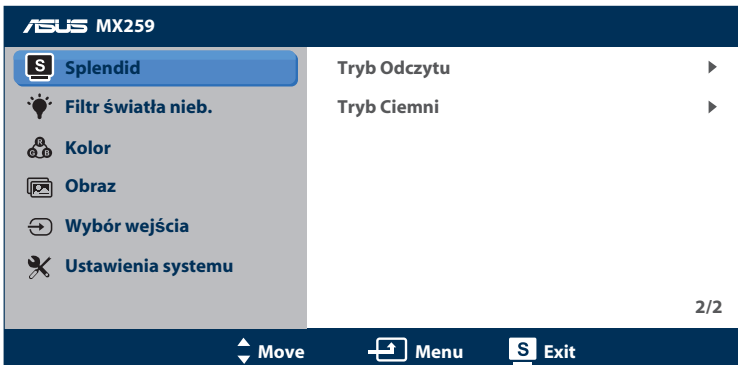 ASUS MX259
S Splendid
Filtr światła nieb.
Kolor
Obraz
Wybór wejścia
Ustawienia systemu
Tryb Odczytu
Tryb Ciemni
2/2
Move Menu S Exit